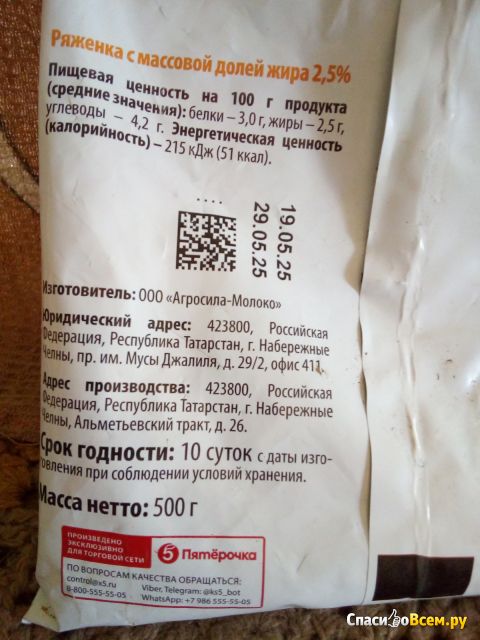 Ряженка с массовой долей жира 2,5%
Пищевая ценность на 100 г продукта
(средние значения): белки – 3,0 г, жиры – 2,5 г,
углеводы – 4,2 г. Энергетическая ценность
(калорийность) – 215 кДж (51 ккал).
19.05.25
29.05.25
Изготовитель: ООО «Агросила-Молоко»
Юридический адрес: 423800, Российская
Федерация, Республика Татарстан, г. Набережные
Челны, пр. им. Мусы Джалиля, д. 29/2, офис 411.
Адрес производства: 423800, Российская
Федерация, Республика Татарстан, г. Набережные
Челны, Альметьевский тракт, д. 26.
Срок годности: 10 суток с даты изго-
товления при соблюдении условий хранения.
Масса нетто: 500 г
ПРОИЗВЕДЕНО
ЭКСКЛЮЗИВНО
ДЛЯ ТОРГОВОЙ СЕТИ
5 Пятёрочка
ПО ВОПРОСАМ КАЧЕСТВА ОБРАЩАТЬСЯ:
control@x5.ru Viber, Telegram: @ks5_bot
8-800-555-55-05 WhatsApp: +7 986 555-55-05
СпасибоВсем.ру